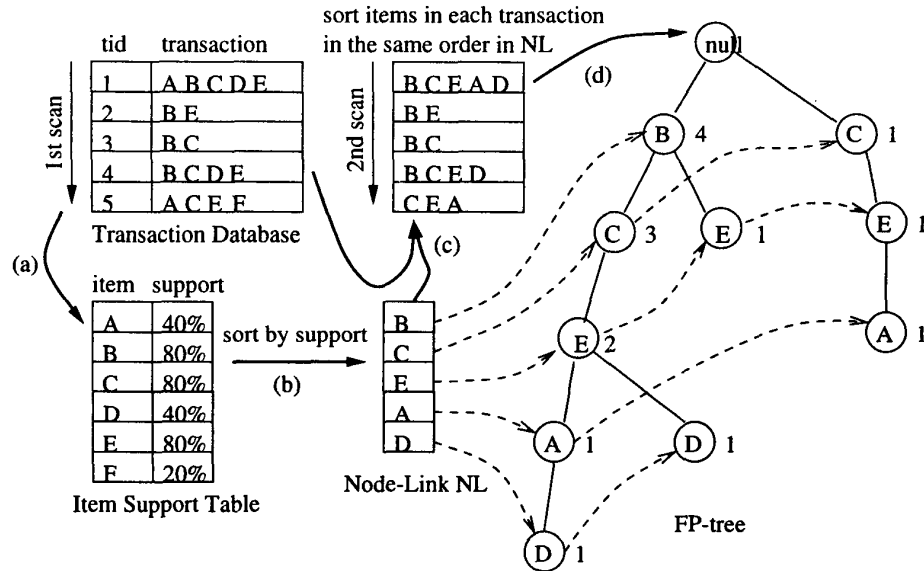 sort items in each transaction
in the same order in NL
tid transaction
1 A B C D E
2 B E
3 B C
4 B C D E
5 A C E F
Transaction Database
1st scan
2nd scan
B C E A D
B E
B C
B C E D
C E A
(a)
(b)
(c)
(d)
item support
A 40%
B 80%
C 80%
D 40%
E 80%
F 20%
Item Support Table
sort by support
B
C
E
A
D
Node-Link NL
null
B 4
C 1
C 3
E 1
E 1
E 2
A 1
A 1
D 1
D 1
FP-tree